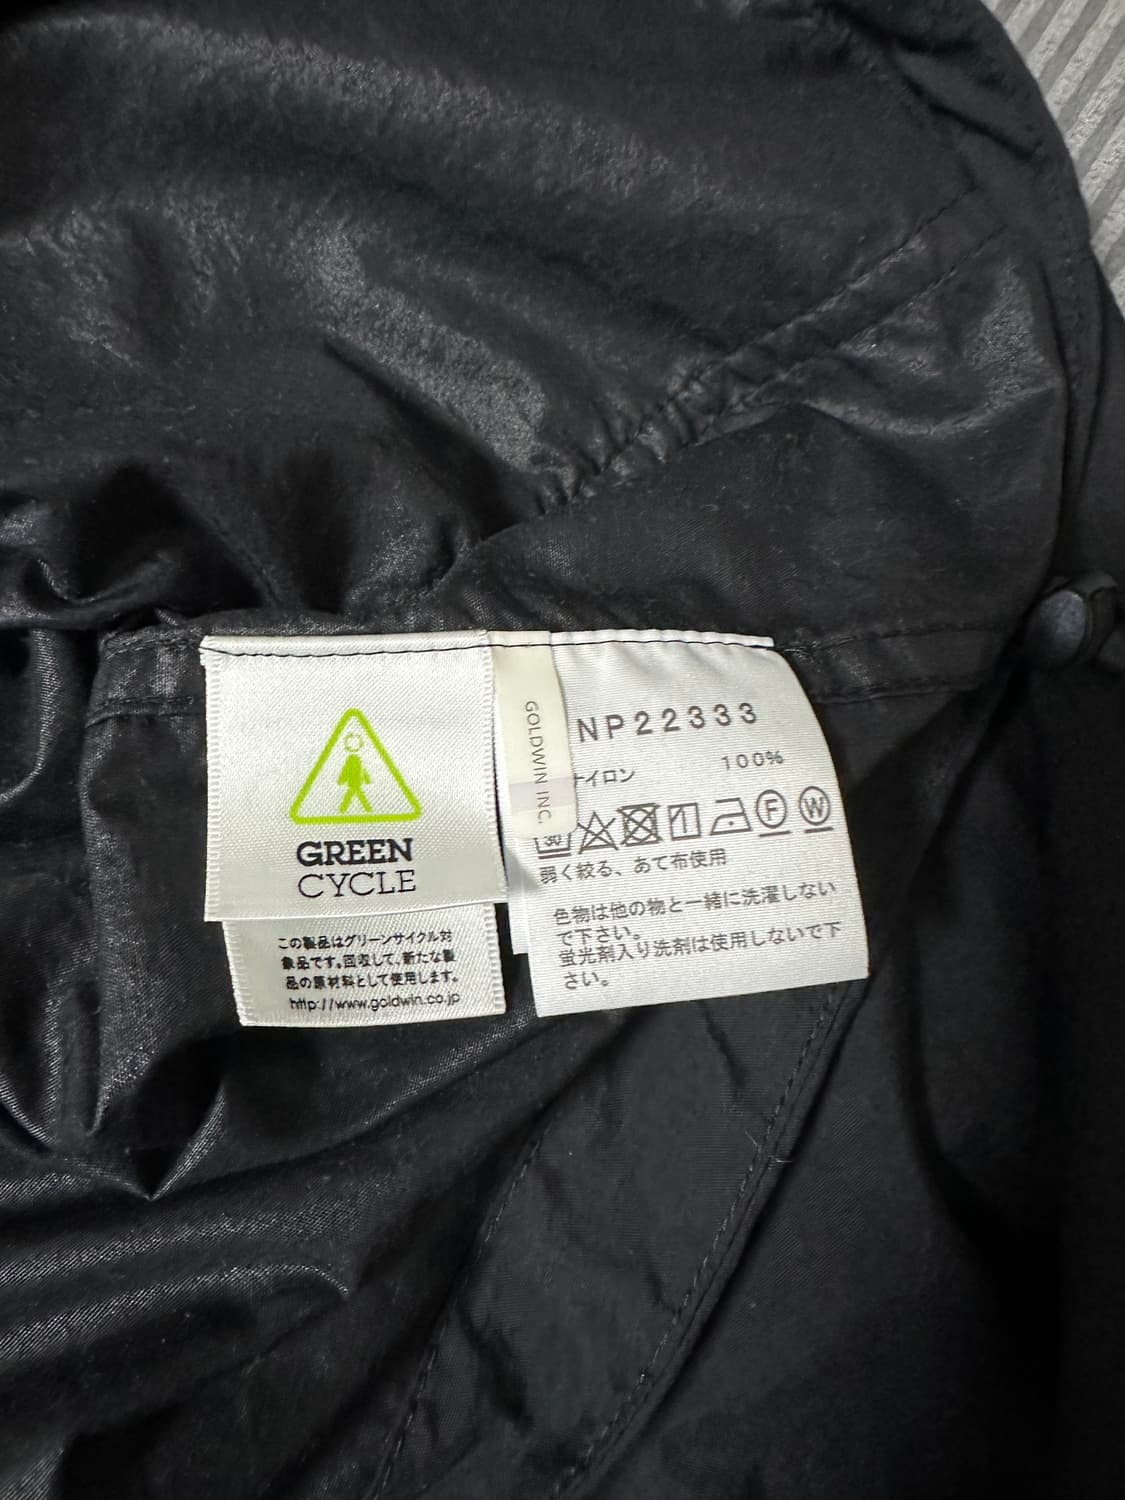 GREEN
CYCLE
この製品はグリーンサイクル対
象品です。回収して、新たな製
品の原材料として使用します。
http://www.goldwin.co.jp
GOLDWIN INC.
NP22333
ナイロン 100%
30
F
W
弱く絞る、あて布使用
色物は他の物と一緒に洗濯しない
で下さい。
蛍光剤入り洗剤は使用しないで下
さい。